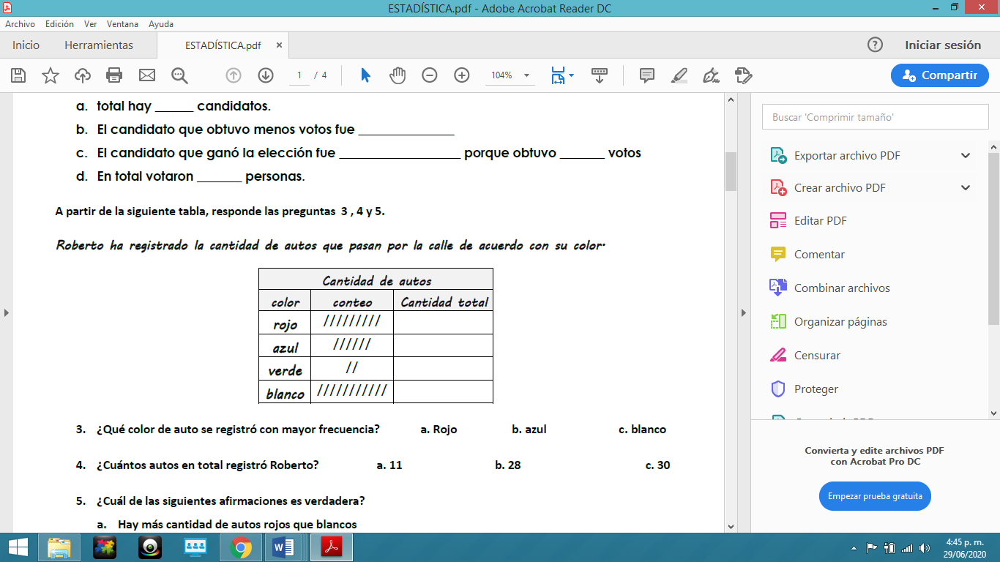 ESTADÍSTICA.pdf - Adobe Acrobat Reader DC
Archivo Edición Ver Ventana Ayuda
Inicio Herramientas ESTADÍSTICA.pdf × Iniciar sesión
1 / 4 104% Compartir
a. total hay ______ candidatos.
b. El candidato que obtuvo menos votos fue _______________
c. El candidato que ganó la elección fue ___________________ porque obtuvo _______ votos
d. En total votaron _______ personas.
A partir de la siguiente tabla, responde las preguntas 3 , 4 y 5.
Roberto ha registrado la cantidad de autos que pasan por la calle de acuerdo con su color.
Cantidad de autos
color conteo Cantidad total
rojo /////////
azul //////
verde //
blanco ///////////
3. ¿Qué color de auto se registró con mayor frecuencia? a. Rojo b. azul c. blanco
4. ¿Cuántos autos en total registró Roberto? a. 11 b. 28 c. 30
5. ¿Cuál de las siguientes afirmaciones es verdadera?
a. Hay más cantidad de autos rojos que blancos
Buscar 'Comprimir tamaño'
Exportar archivo PDF
Crear archivo PDF
Editar PDF
Comentar
Combinar archivos
Organizar páginas
Censurar
Proteger
Convierta y edite archivos PDF
con Acrobat Pro DC
Empezar prueba gratuita
4:45 p. m.
29/06/2020